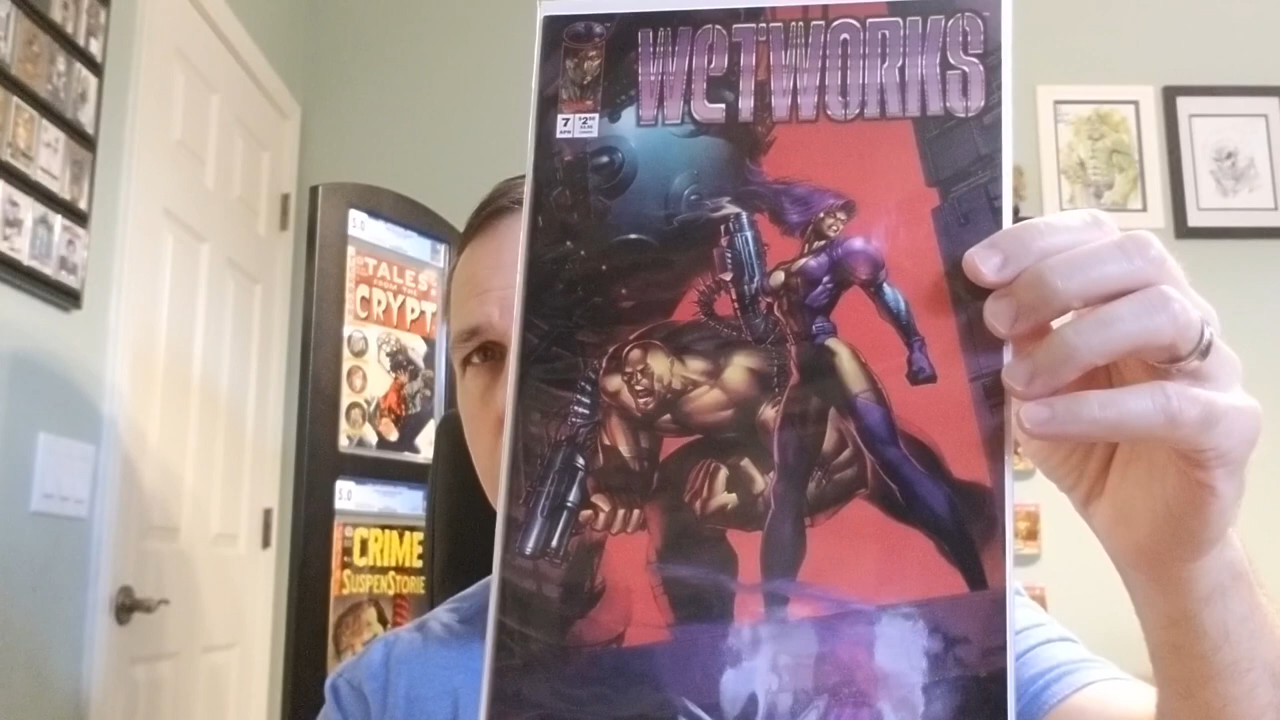 WETWORKS
7
APR
$2.50
5.0
TALES
FROM THE
CRYPT
5.0
CRIME
SUSPENSTORIE